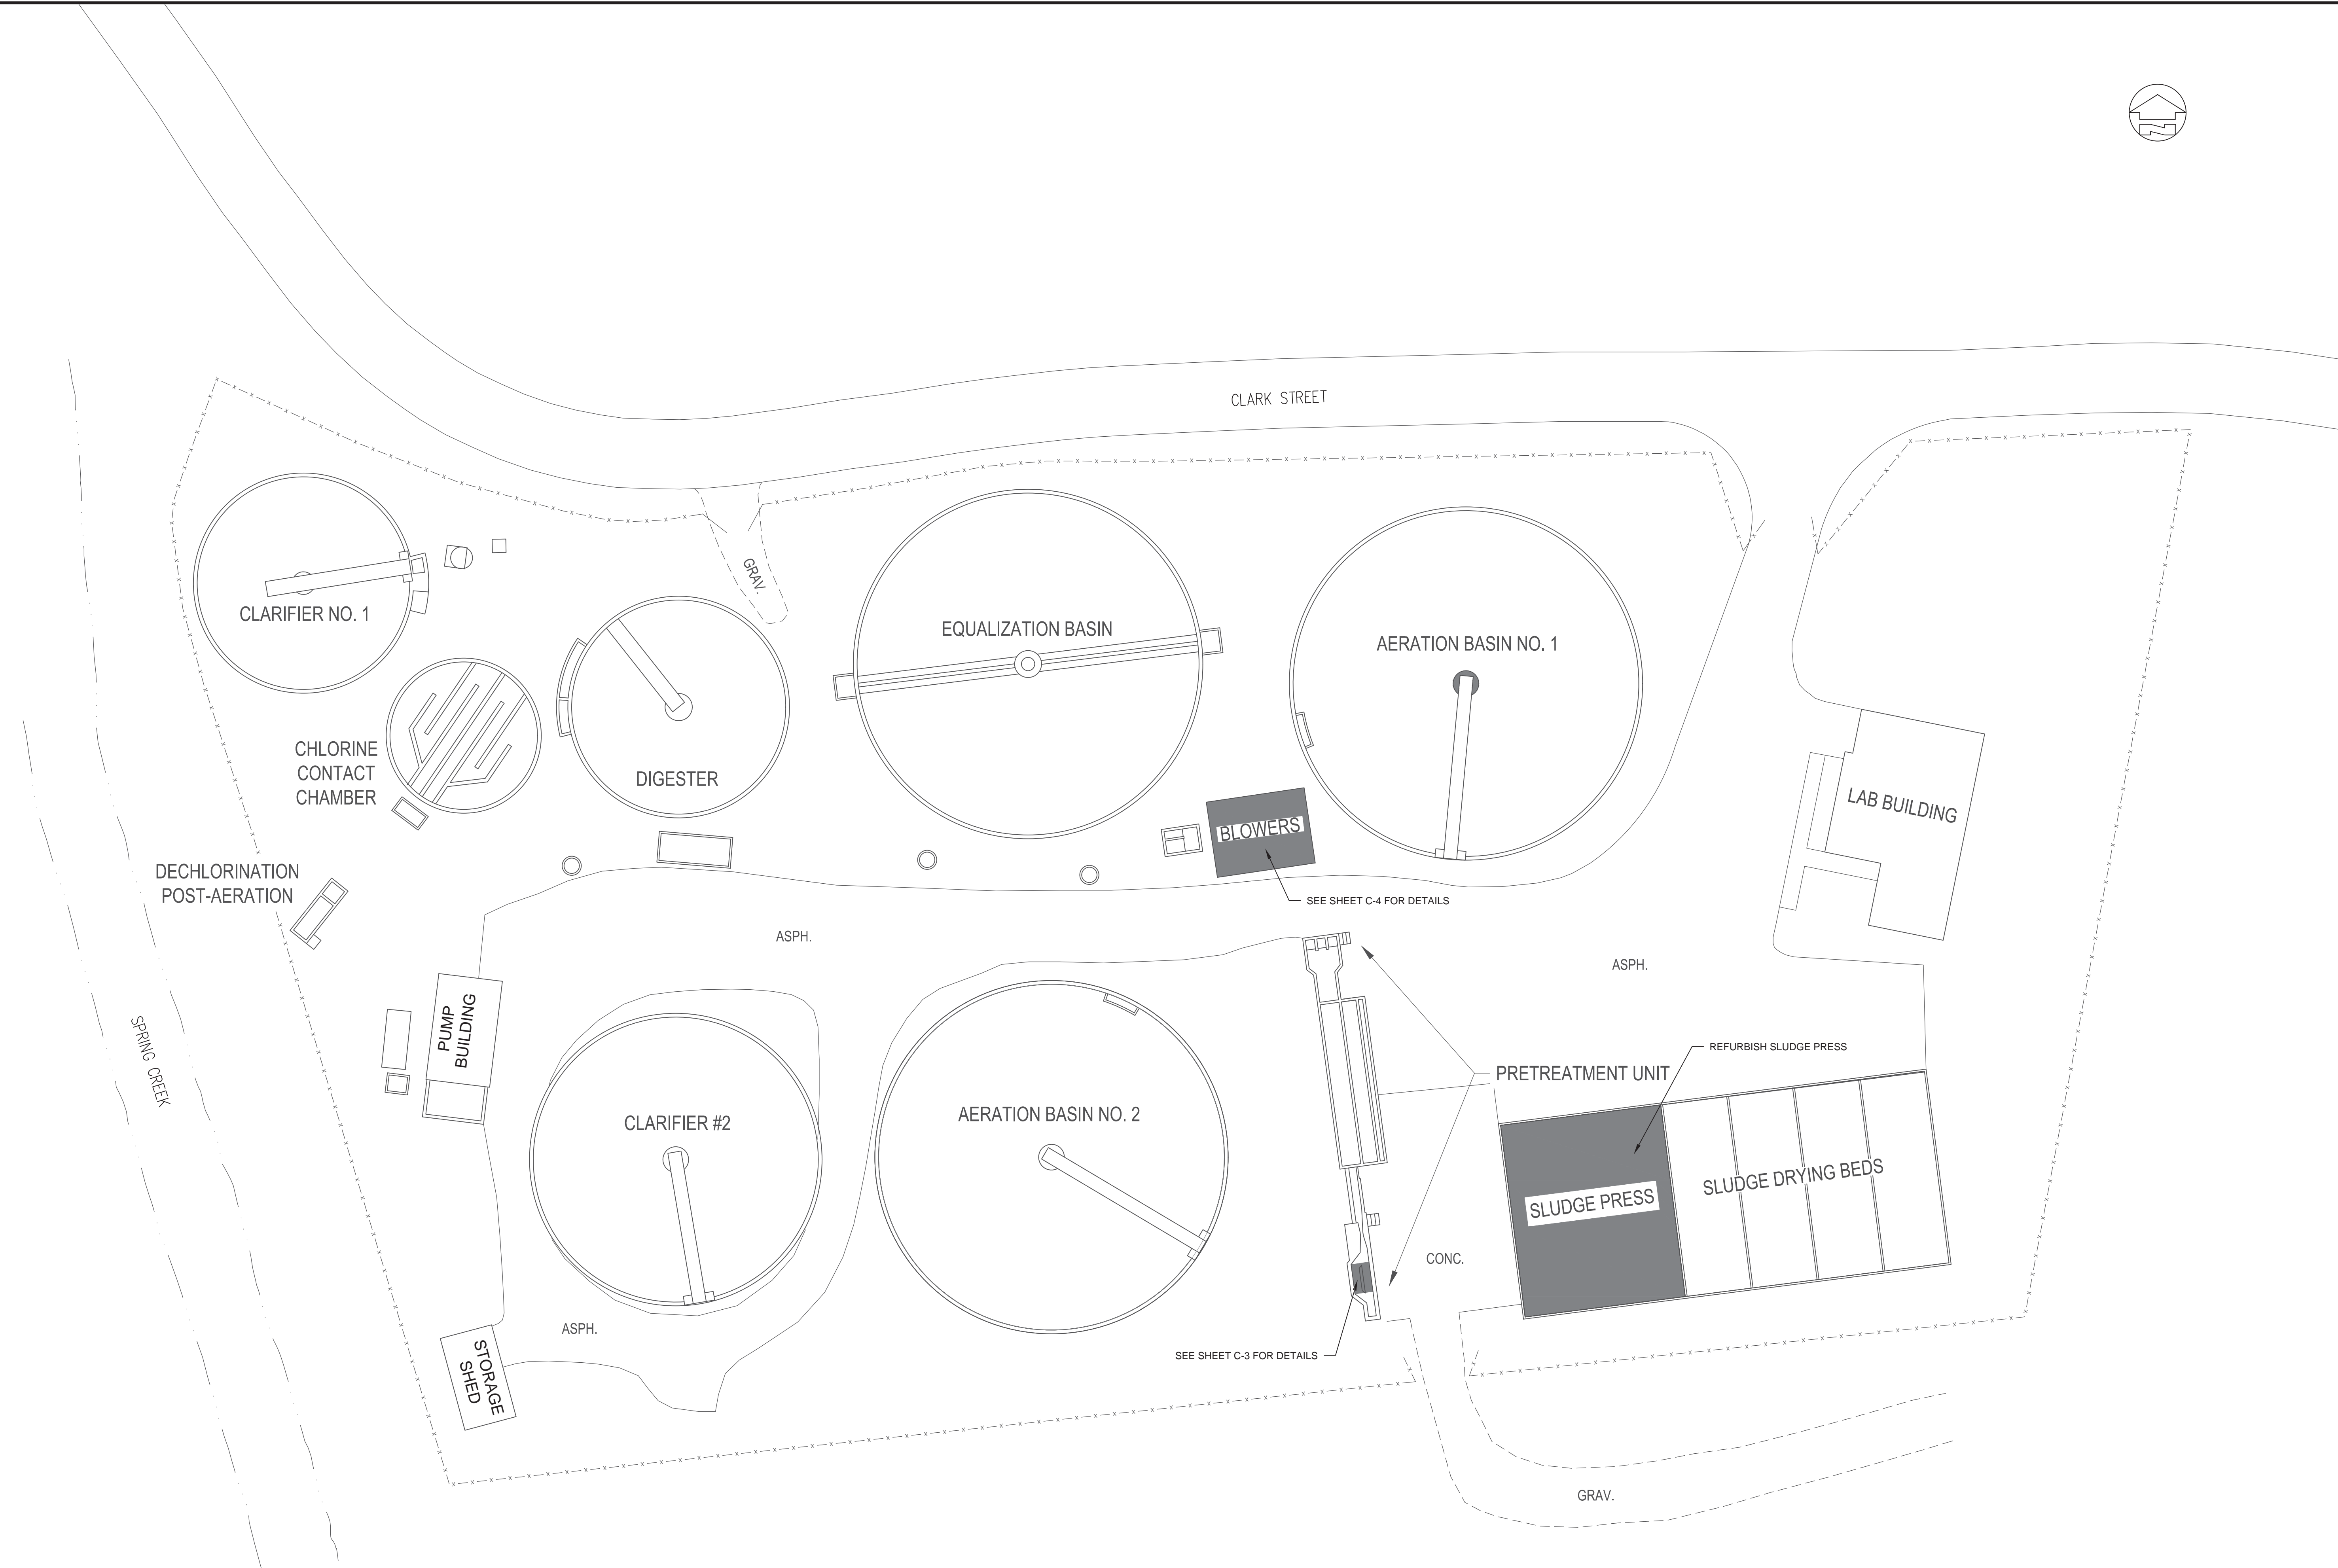 CLARK STREET
CLARIFIER NO. 1
GRAV.
EQUALIZATION BASIN
AERATION BASIN NO. 1
CHLORINE
CONTACT
CHAMBER
DIGESTER
BLOWERS
LAB BUILDING
DECHLORINATION
POST-AERATION
SEE SHEET C-4 FOR DETAILS
ASPH.
ASPH.
SPRING CREEK
PUMP
BUILDING
REFURBISH SLUDGE PRESS
PRETREATMENT UNIT
CLARIFIER #2
AERATION BASIN NO. 2
SLUDGE PRESS
SLUDGE DRYING BEDS
CONC.
ASPH.
STORAGE
SHED
SEE SHEET C-3 FOR DETAILS
GRAV.